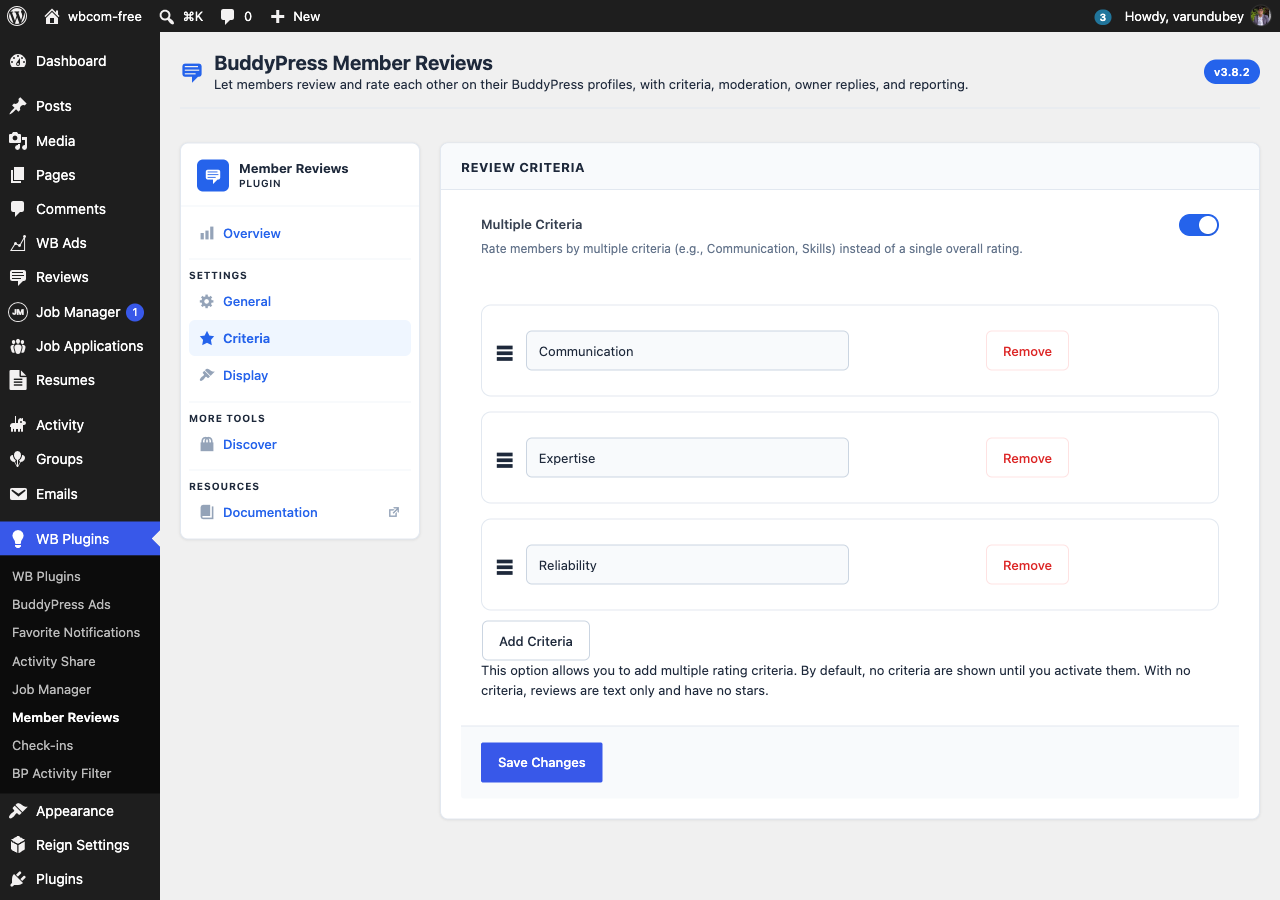 wbcom-free ⌘K 0 New 3 Howdy, varundubey
Dashboard
Posts
Media
Pages
Comments
WB Ads
Reviews
JM Job Manager 1
Job Applications
Resumes
Activity
Groups
Emails
WB Plugins
WB Plugins
BuddyPress Ads
Favorite Notifications
Activity Share
Job Manager
Member Reviews
Check-ins
BP Activity Filter
Appearance
Reign Settings
Plugins
BuddyPress Member Reviews
Let members review and rate each other on their BuddyPress profiles, with criteria, moderation, owner replies, and reporting.
v3.8.2
Member Reviews
PLUGIN
Overview
SETTINGS
General
Criteria
Display
MORE TOOLS
Discover
RESOURCES
Documentation
REVIEW CRITERIA
Multiple Criteria
Rate members by multiple criteria (e.g., Communication, Skills) instead of a single overall rating.
Communication Remove
Expertise Remove
Reliability Remove
Add Criteria
This option allows you to add multiple rating criteria. By default, no criteria are shown until you activate them. With no
criteria, reviews are text only and have no stars.
Save Changes